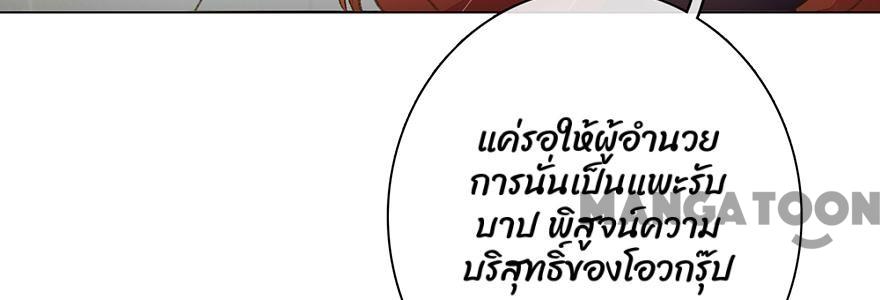 แค่รอให้ผู้อำนวย
การนั่นเป็นแพะรับ
บาป พิสูจน์ความ
บริสุทธิ์ของโอวกรุ๊ป
MANGATOON